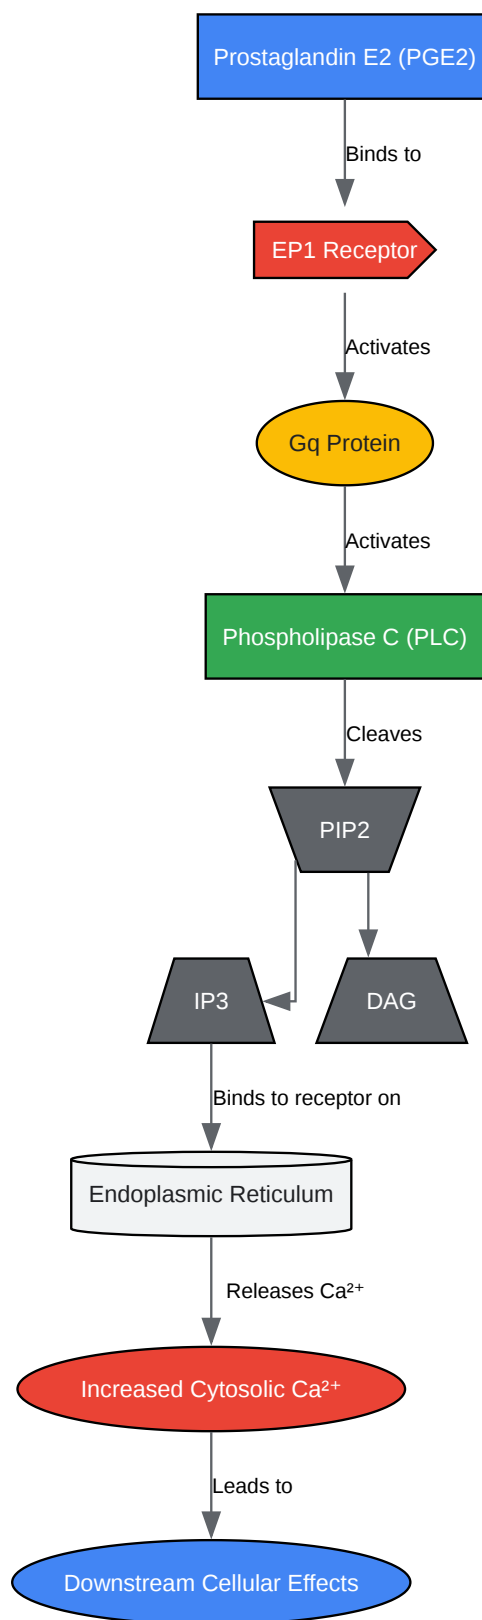 Prostaglandin E2 (PGE2)
Binds to
EP1 Receptor
Activates
Gq Protein
Activates
Phospholipase C (PLC)
Cleaves
PIP2
IP3
DAG
Binds to receptor on
Endoplasmic Reticulum
Releases Ca²⁺
Increased Cytosolic Ca²⁺
Leads to
Downstream Cellular Effects